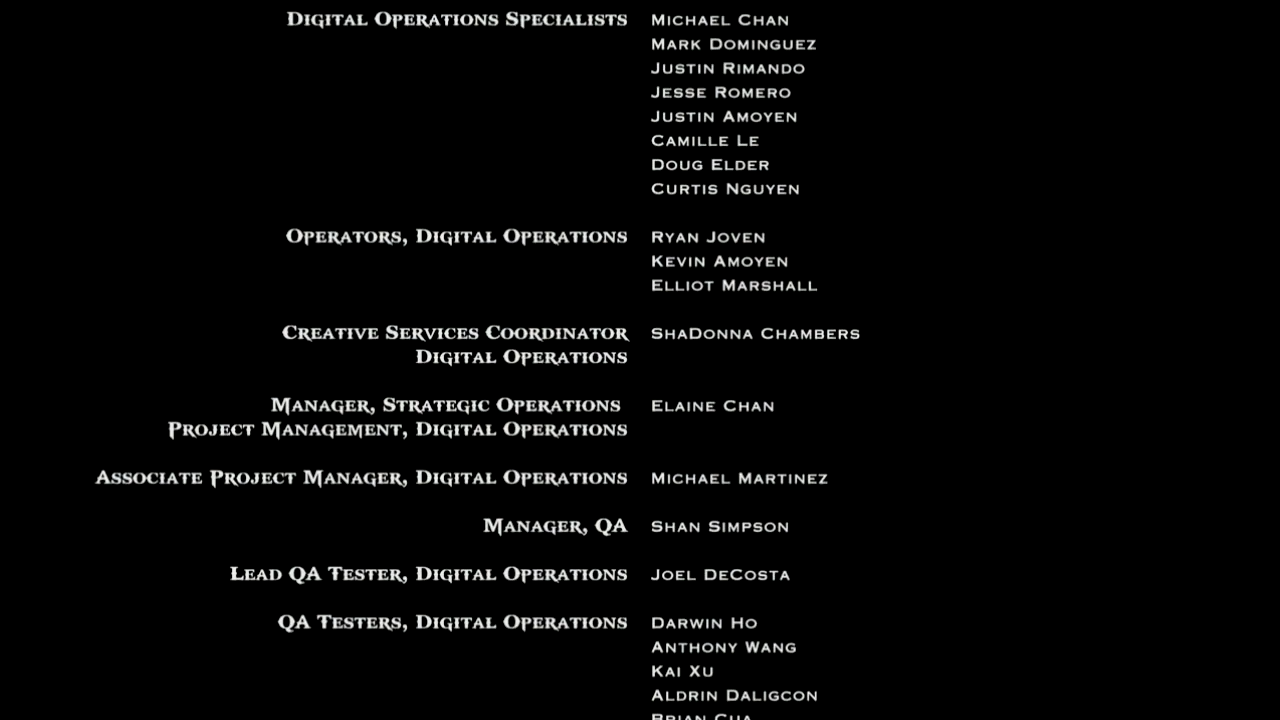 Digital Operations Specialists Michael Chan
Mark Dominguez
Justin Rimando
Jesse Romero
Justin Amoyen
Camille Le
Doug Elder
Curtis Nguyen
Operators, Digital Operations Ryan Joven
Kevin Amoyen
Elliot Marshall
Creative Services Coordinator ShaDonna Chambers
Digital Operations
Manager, Strategic Operations Elaine Chan
Project Management, Digital Operations
Associate Project Manager, Digital Operations Michael Martinez
Manager, QA Shan Simpson
Lead QA Tester, Digital Operations Joel DeCosta
QA Testers, Digital Operations Darwin Ho
Anthony Wang
Kai Xu
Aldrin Daligcon
Brian